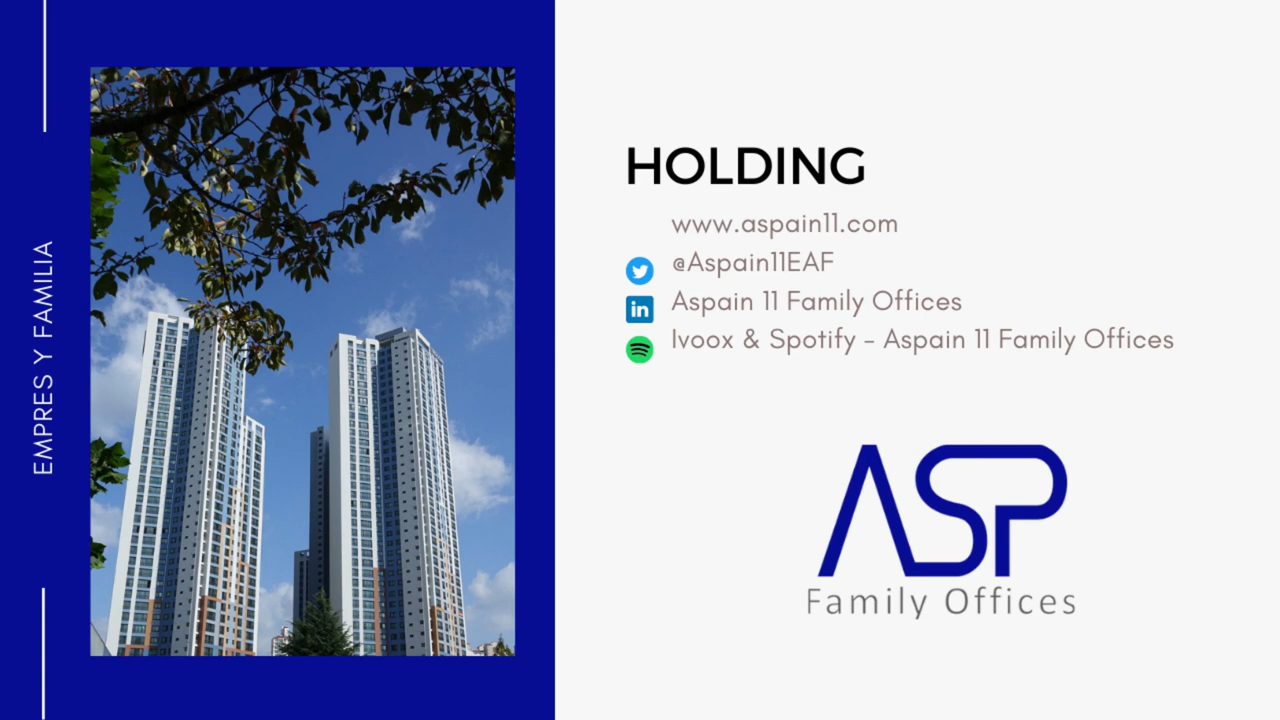 EMPRES Y FAMILIA
HOLDING
www.aspain11.com
@Aspain11EAF
in
Aspain 11 Family Offices
Ivoox & Spotify - Aspain 11 Family Offices
ASP
Family Offices